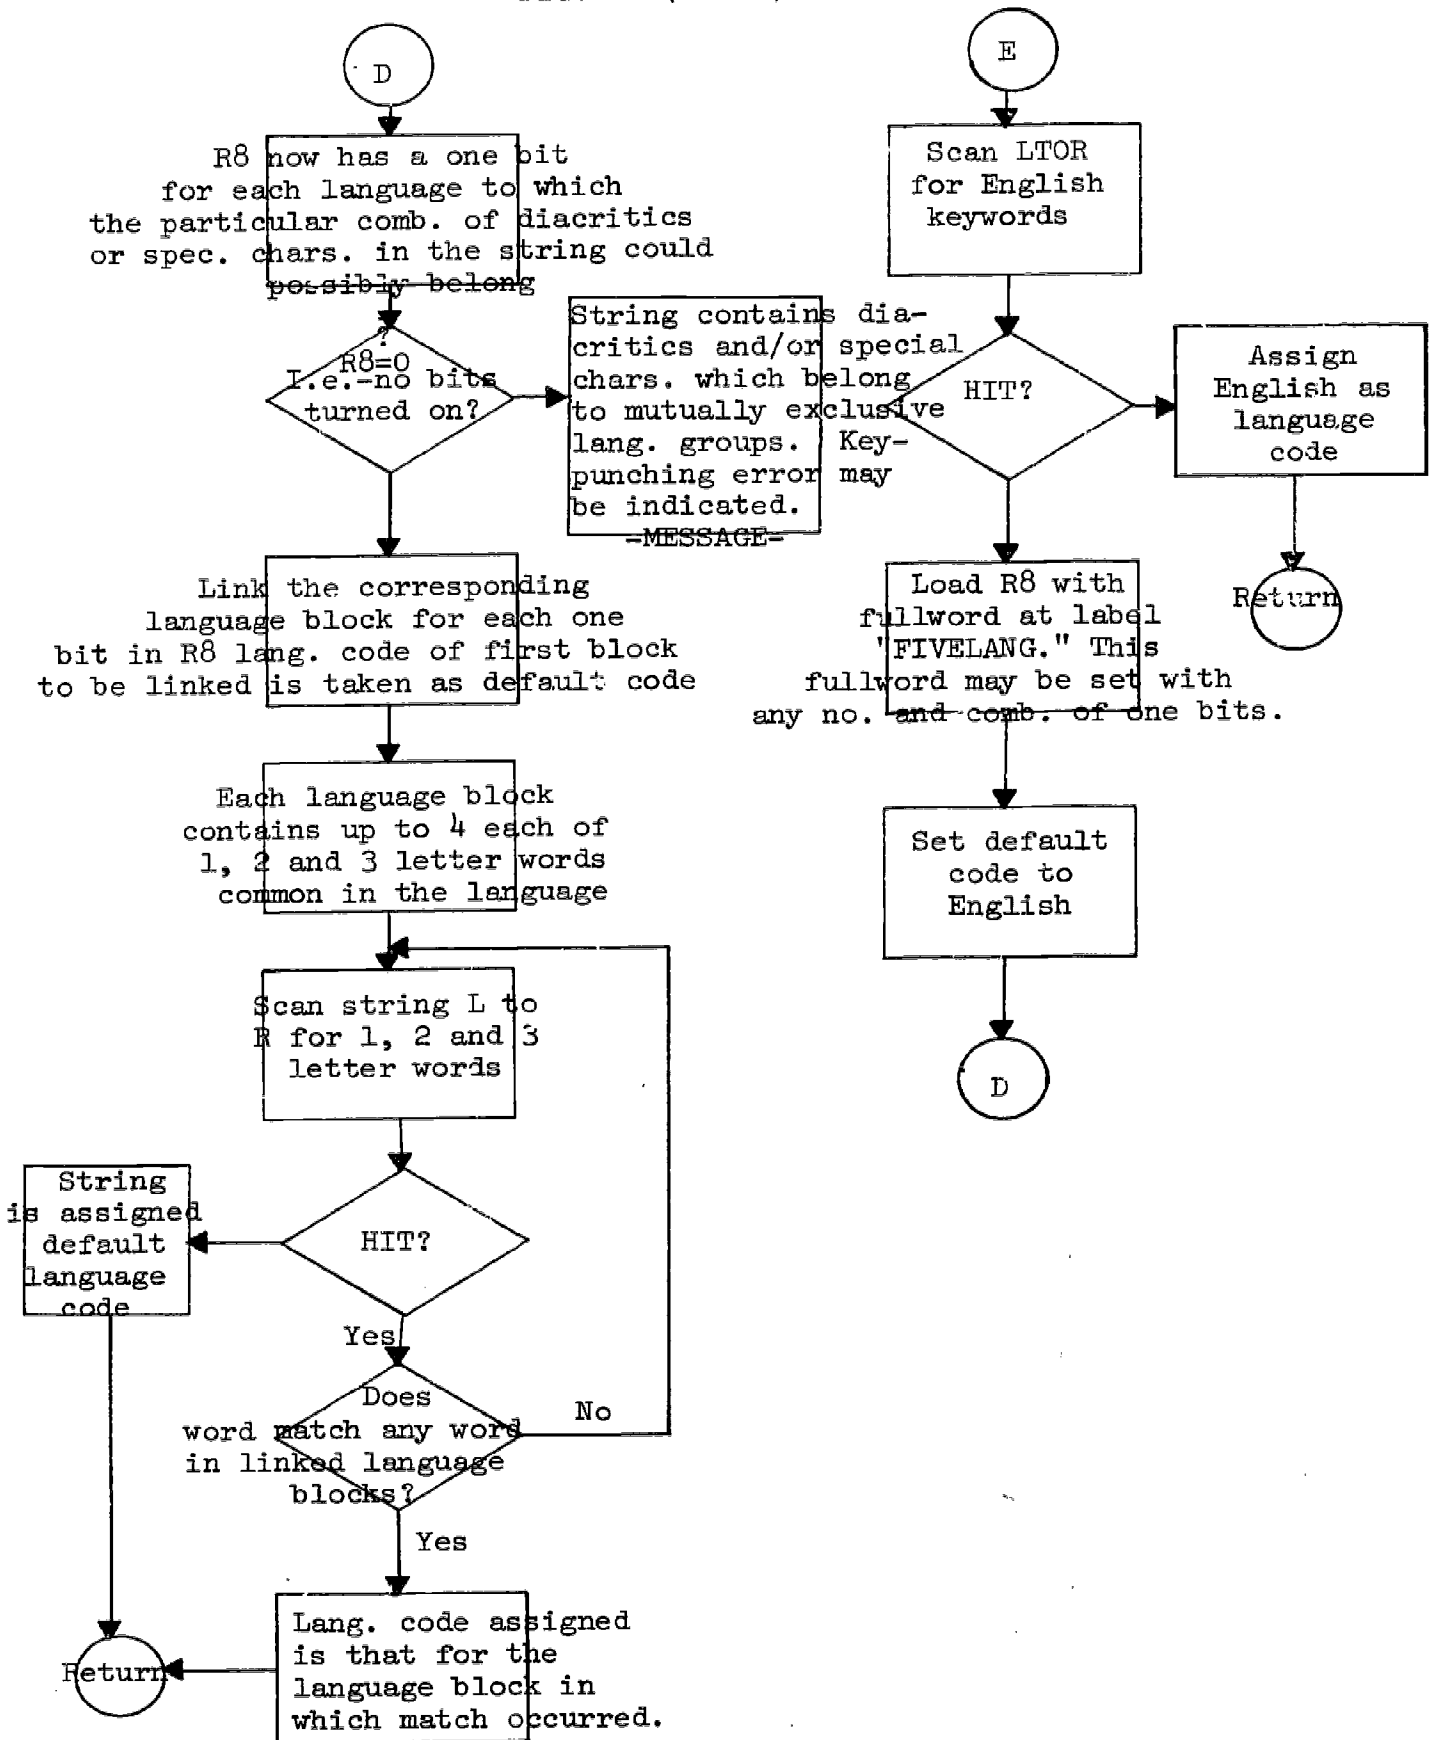 D
R8 now has a one bit
for each language to which
the particular comb. of diacritics
or spec. chars. in the string could
possibly belong
?
R8=0
I.e.-no bits
turned on?
String contains dia-
critics and/or special
chars. which belong
to mutually exclusive
lang. groups. Key-
punching error may
be indicated.
-MESSAGE-
Link the corresponding
language block for each one
bit in R8 lang. code of first block
to be linked is taken as default code
Each language block
contains up to 4 each of
1, 2 and 3 letter words
common in the language
Scan string L to
R for 1, 2 and 3
letter words
HIT?
String
is assigned
default
language
code
Yes
Does
word match any word
in linked language
blocks?
No
Yes
Lang. code assigned
is that for the
language block in
which match occurred.
Return
E
Scan LTOR
for English
keywords
HIT?
Assign
English as
language
code
Return
Load R8 with
fullword at label
"FIVELANG." This
fullword may be set with
any no. and comb. of one bits.
Set default
code to
English
D